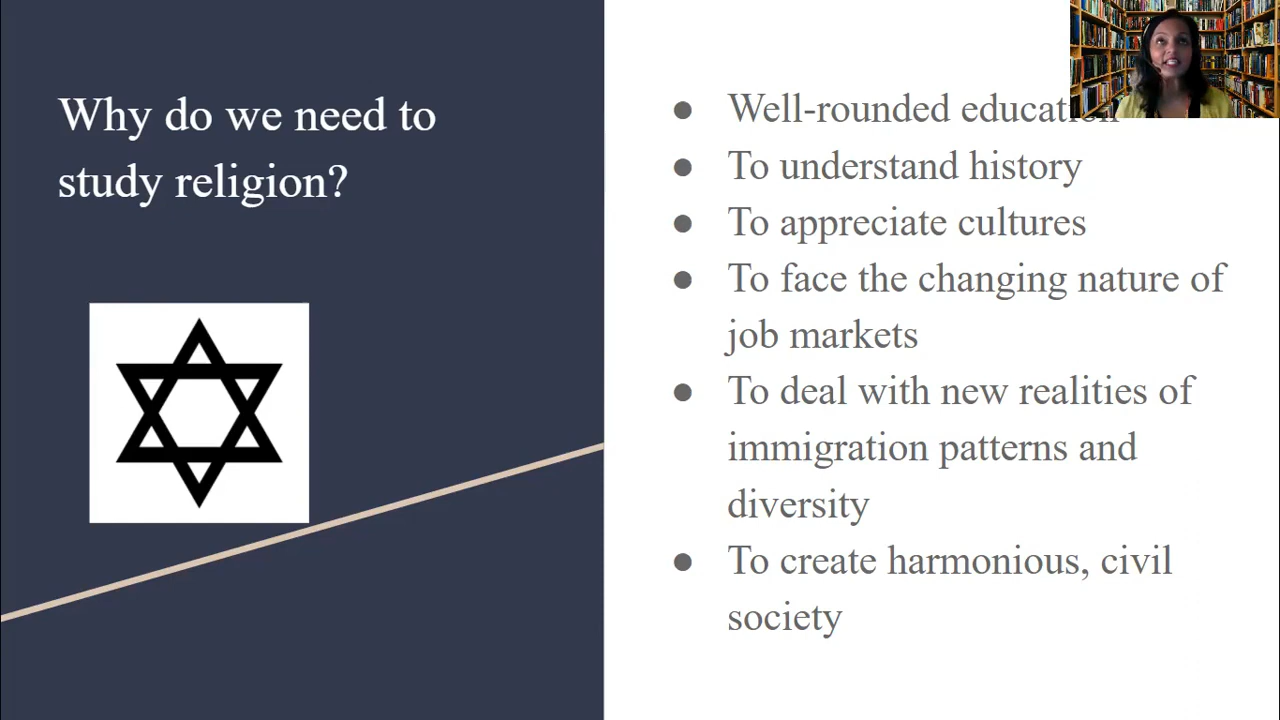 Why do we need to
study religion?
● Well-rounded education
● To understand history
● To appreciate cultures
● To face the changing nature of
job markets
● To deal with new realities of
immigration patterns and
diversity
● To create harmonious, civil
society